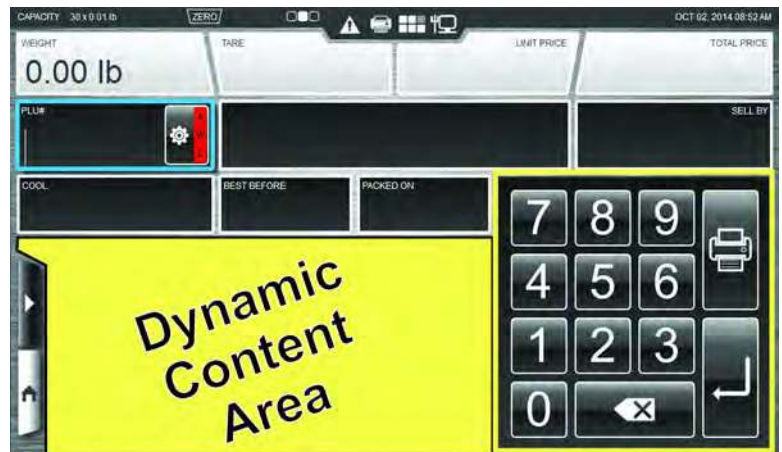 CAPACITY 30 x 0.01 lb
ZERO
OCT 02, 2014 08:52 AM
WEIGHT
TARE
UNIT PRICE
TOTAL PRICE
0.00 lb
PLU#
SELL BY
COOL
BEST BEFORE
PACKED ON
7 8 9
4 5 6
1 2 3
0
Dynamic
Content
Area